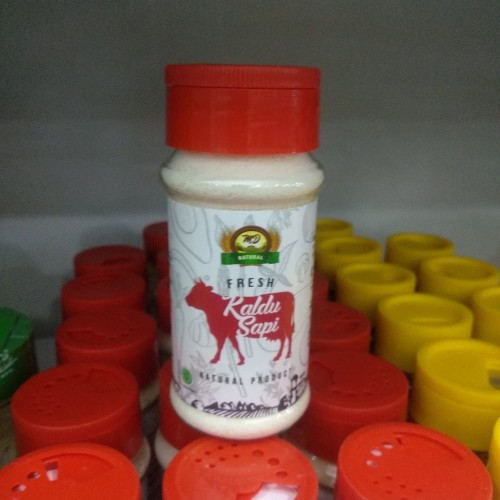 NATURAL
FRESH
Kaldu
Sapi
NATURAL PRODUCT